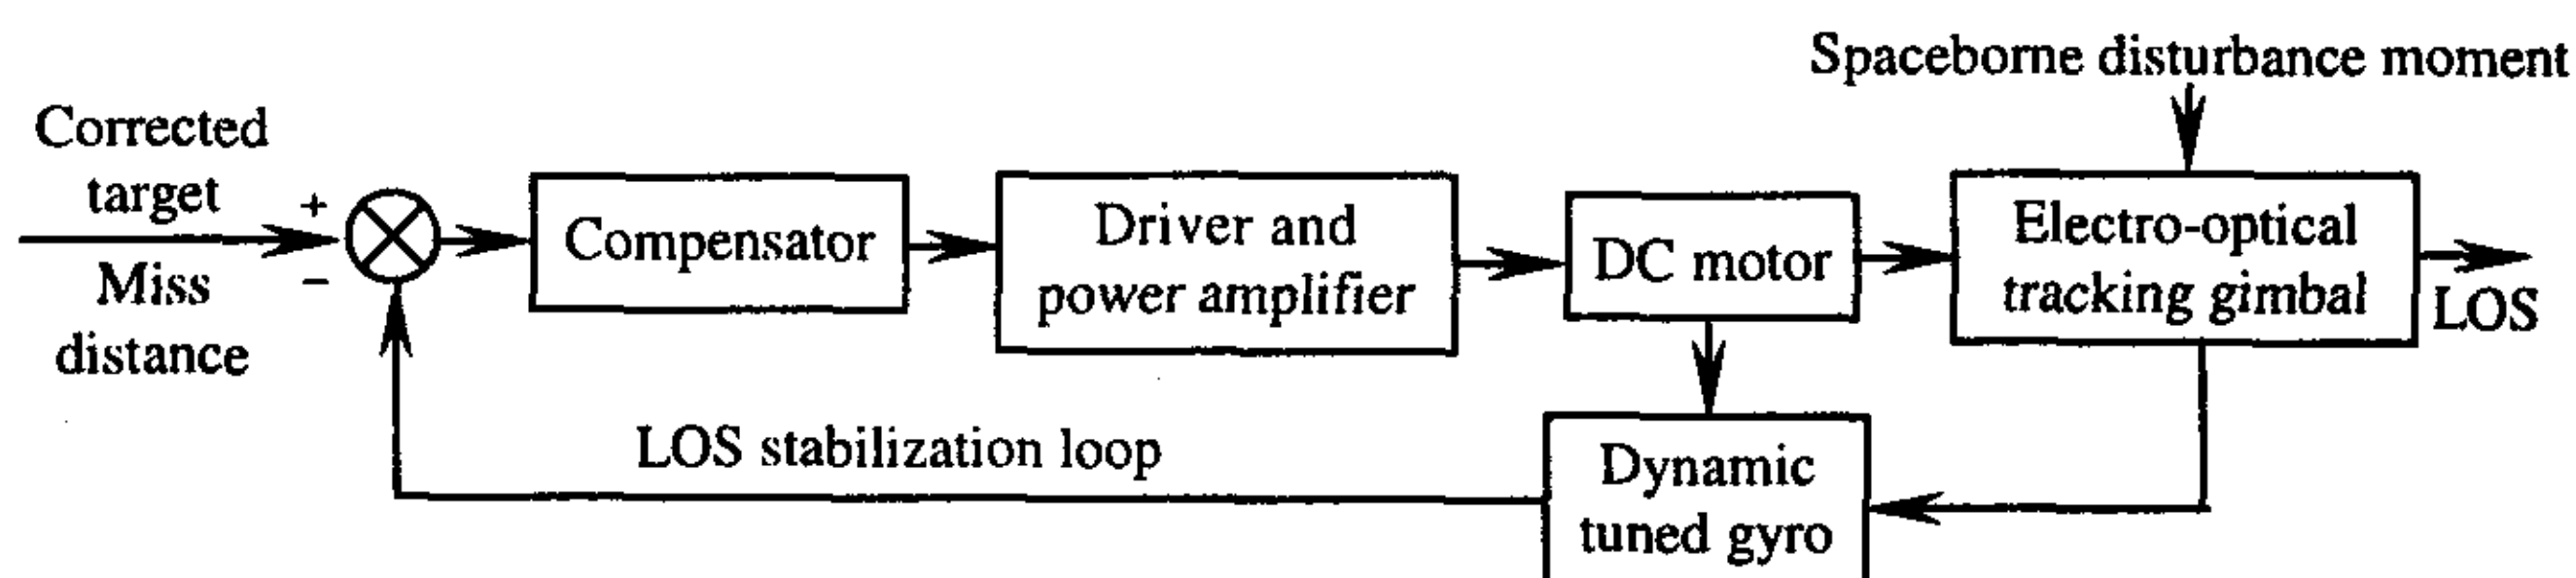 Spaceborne disturbance moment
Corrected
target
+
−
Miss
distance
Compensator
Driver and
power amplifier
DC motor
Electro-optical
tracking gimbal
LOS
LOS stabilization loop
Dynamic
tuned gyro